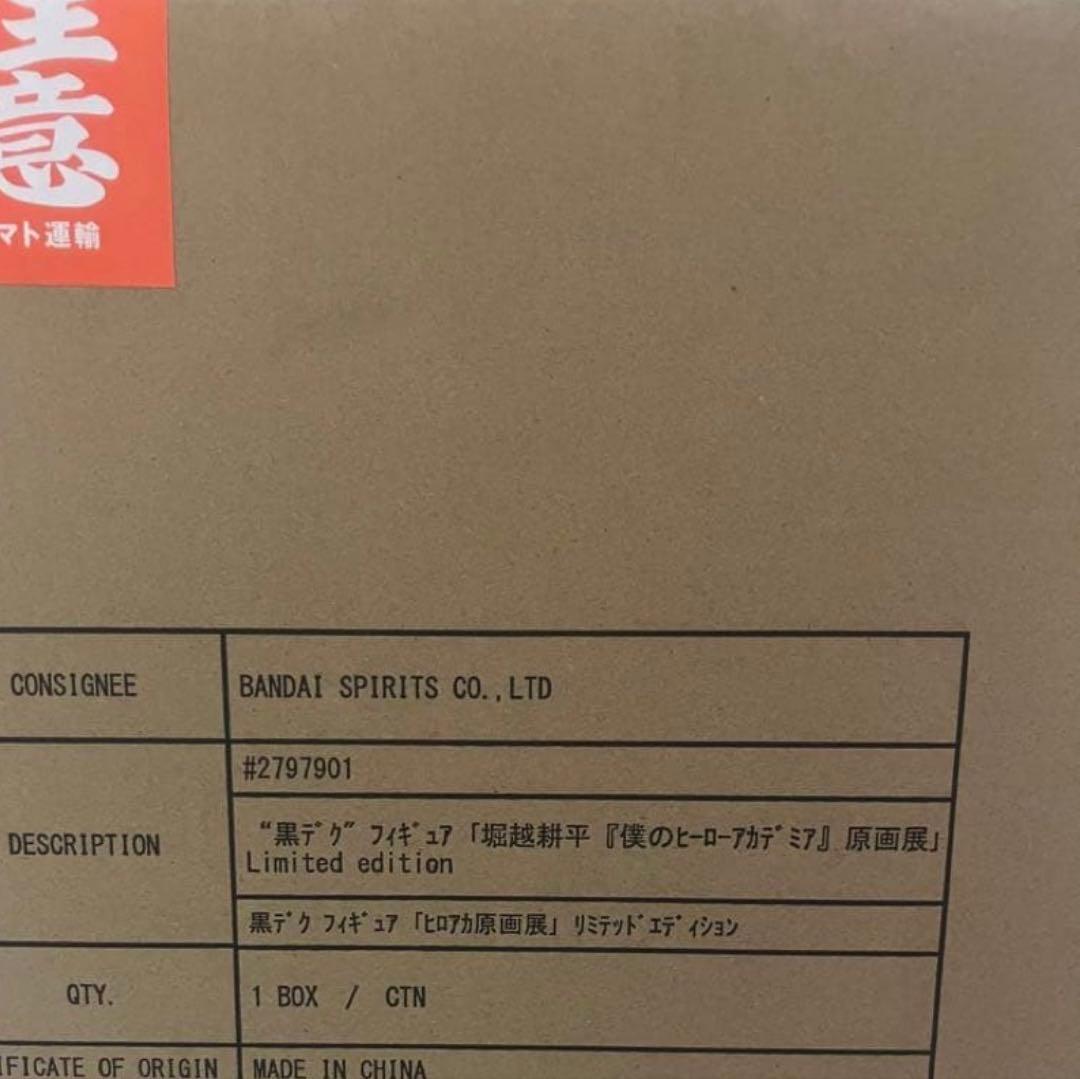 注意
マト運輸
CONSIGNEE
BANDAI SPIRITS CO.,LTD
#2797901
DESCRIPTION
“黒ﾃﾞｸ” ﾌｨｷﾞｭｱ 「堀越耕平『僕のﾋｰﾛｰｱｶﾃﾞﾐｱ』原画展」
Limited edition
黒ﾃﾞｸ ﾌｨｷﾞｭｱ 「ﾋﾛｱｶ原画展」 ﾘﾐﾃｯﾄﾞｴﾃﾞｨｼｮﾝ
QTY.
1 BOX / CTN
IFICATE OF ORIGIN
MADE IN CHINA